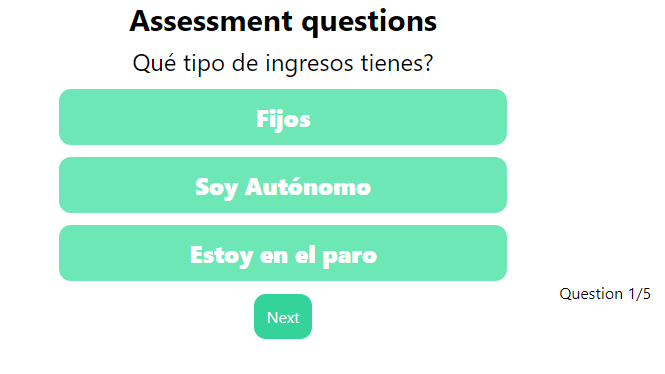 Assessment questions
Qué tipo de ingresos tienes?
Fijos
Soy Autónomo
Estoy en el paro
Question 1/5
Next